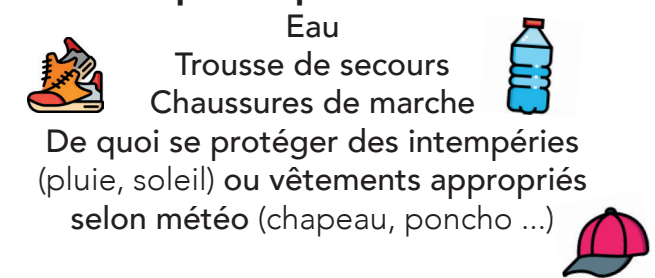 Eau
Trousse de secours
Chaussures de marche
De quoi se protéger des intempéries
(pluie, soleil) ou vêtements appropriés
selon météo (chapeau, poncho ...)